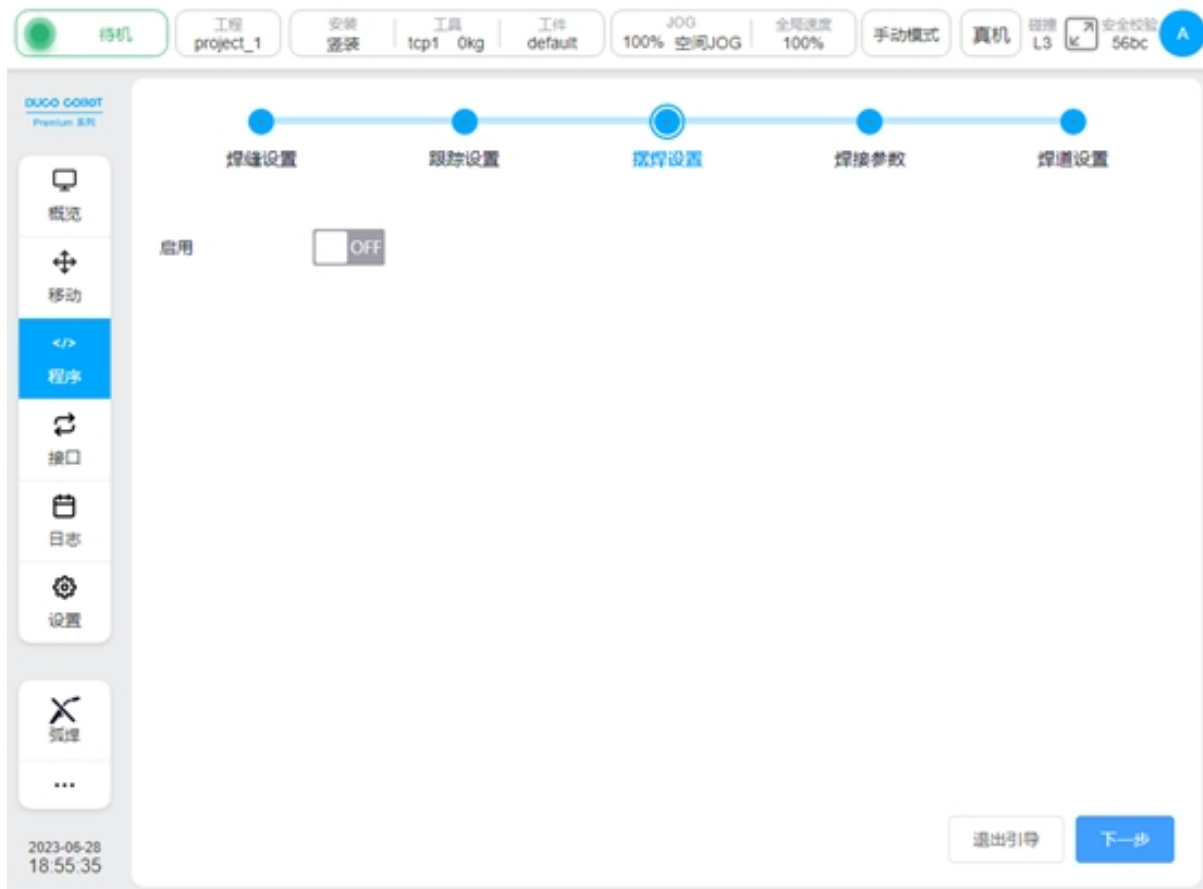 待机
工程
project_1
安装
竖装
工具
tcp1 0kg
工件
default
JOG
100% 空间JOG
全局速度
100%
手动模式
真机
碰撞
L3
安全校验
56bc
A
DUCO COBOT
Premium 系列
焊缝设置
跟踪设置
摆焊设置
焊接参数
焊道设置
概览
启用
OFF
移动
</>
程序
接口
日志
设置
弧焊
退出引导
下一步
2023-06-28
18:55:35